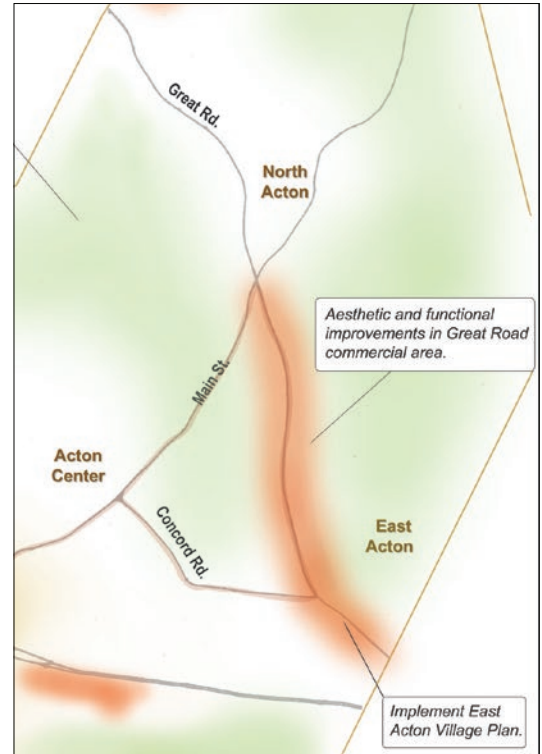 Great Rd.
North
Acton
Aesthetic and functional
improvements in Great Road
commercial area.
Main St.
Acton
Center
Concord Rd.
East
Acton
Implement East
Acton Village Plan.